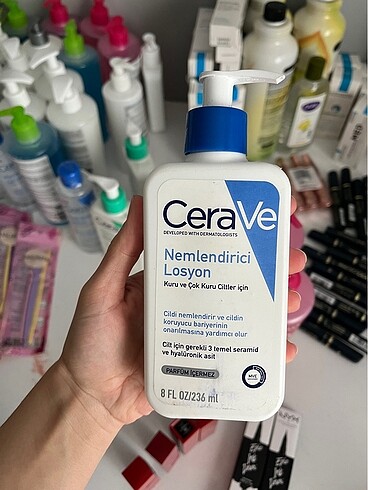 CeraVe
DEVELOPED WITH DERMATOLOGISTS
Nemlendirici
Losyon
Kuru ve Çok Kuru Ciltler için
Cildi nemlendirir ve cildin
koruyucu bariyerinin
onarılmasına yardımcı olur
Cilt için gerekli 3 temel seramid
ve hyalüronik asit
PARFÜM İÇERMEZ
MVE
8 FL OZ/236 ml
NYX